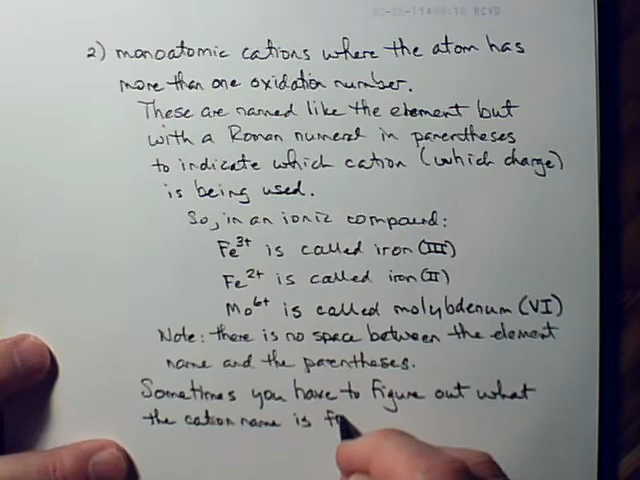 2) monoatomic cations where the atom has
more than one oxidation number.
These are named like the element but
with a Roman numeral in parentheses
to indicate which cation (which charge)
is being used.
So, in an ionic compound:
Fe³⁺ is called iron(III)
Fe²⁺ is called iron(II)
Mo⁶⁺ is called molybdenum(VI)
Note: there is no space between the element
name and the parentheses.
Sometimes you have to figure out what
the cation name is f